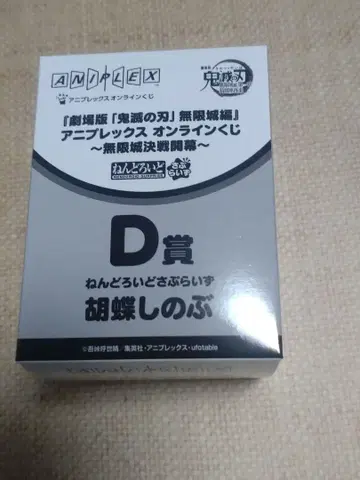 ANIPLEX
アニプレックス オンラインくじ
鬼滅の刃
『劇場版「鬼滅の刃」無限城編』
アニプレックス オンラインくじ
～無限城決戦開幕～
ねんどろいど さぷらいず
NENDOROID SURPRISE
D賞
ねんどろいどさぷらいず
胡蝶しのぶ
©吾峠呼世晴／集英社・アニプレックス・ufotable